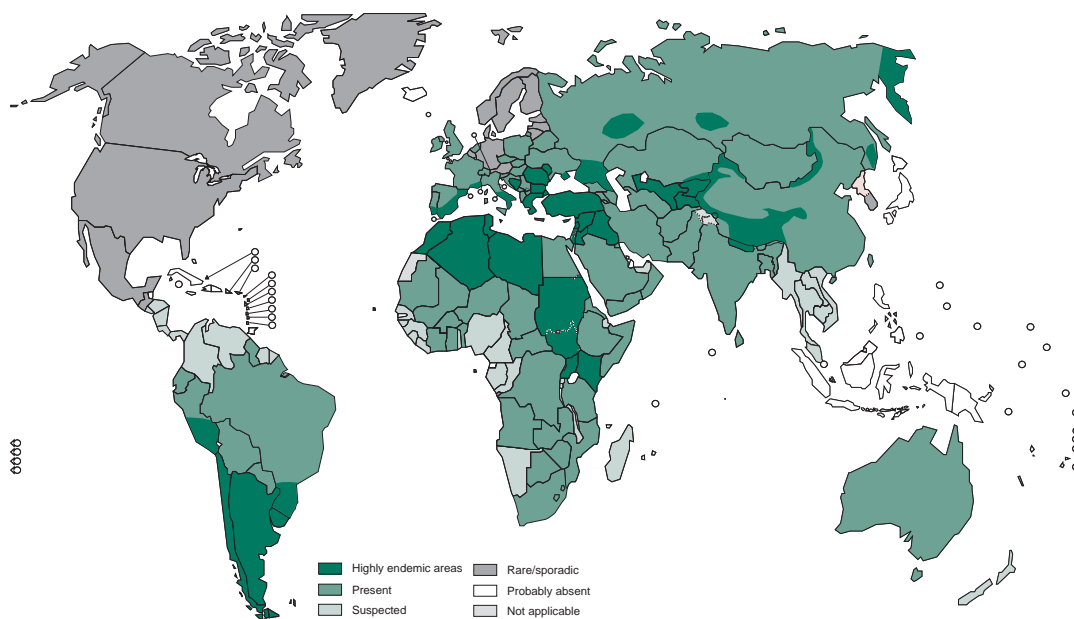 Highly endemic areas
Present
Suspected
Rare/sporadic
Probably absent
Not applicable